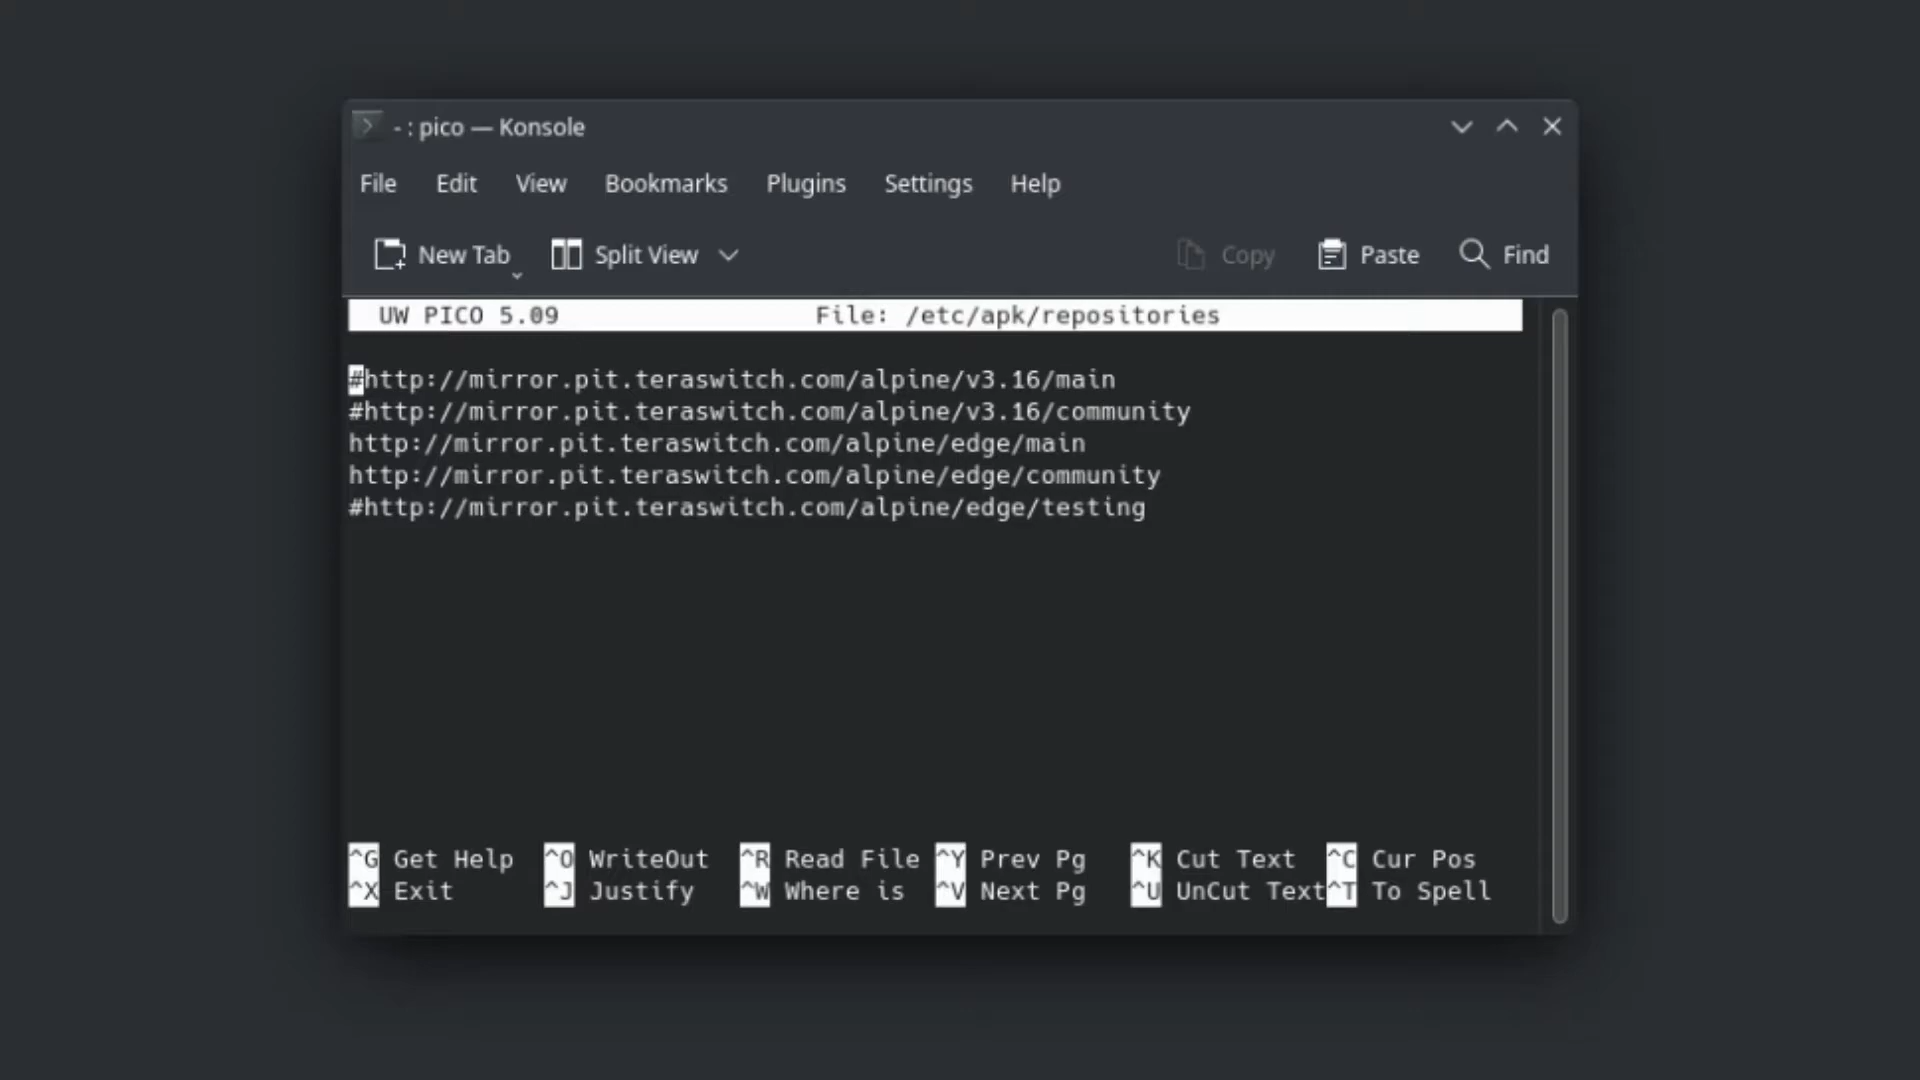 - : pico — Konsole
File Edit View Bookmarks Plugins Settings Help
New Tab Split View Copy Paste Find
UW PICO 5.09 File: /etc/apk/repositories
#http://mirror.pit.teraswitch.com/alpine/v3.16/main
#http://mirror.pit.teraswitch.com/alpine/v3.16/community
http://mirror.pit.teraswitch.com/alpine/edge/main
http://mirror.pit.teraswitch.com/alpine/edge/community
#http://mirror.pit.teraswitch.com/alpine/edge/testing
^G Get Help ^O WriteOut ^R Read File ^Y Prev Pg ^K Cut Text ^C Cur Pos
^X Exit ^J Justify ^W Where is ^V Next Pg ^U UnCut Text ^T To Spell